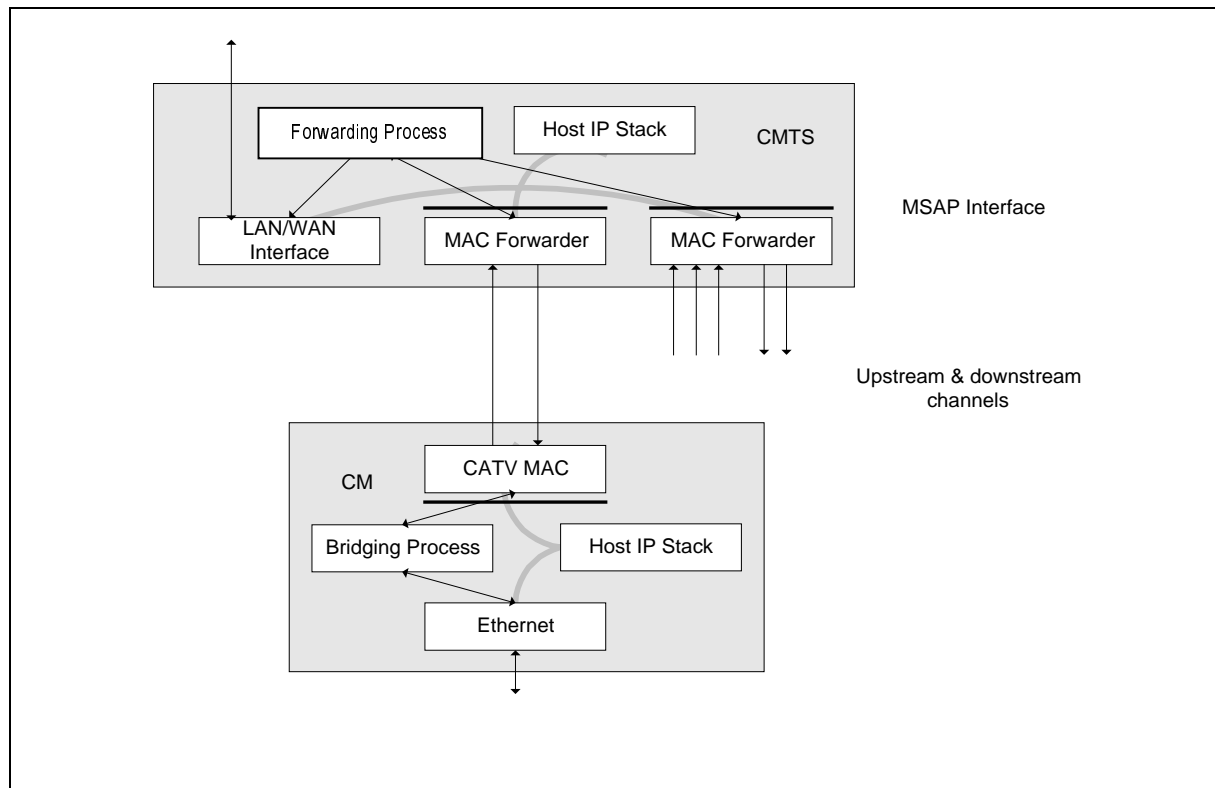 Forwarding Process
Host IP Stack
CMTS
MSAP Interface
LAN/WAN
Interface
MAC Forwarder
MAC Forwarder
Upstream & downstream
channels
CATV MAC
CM
Bridging Process
Host IP Stack
Ethernet